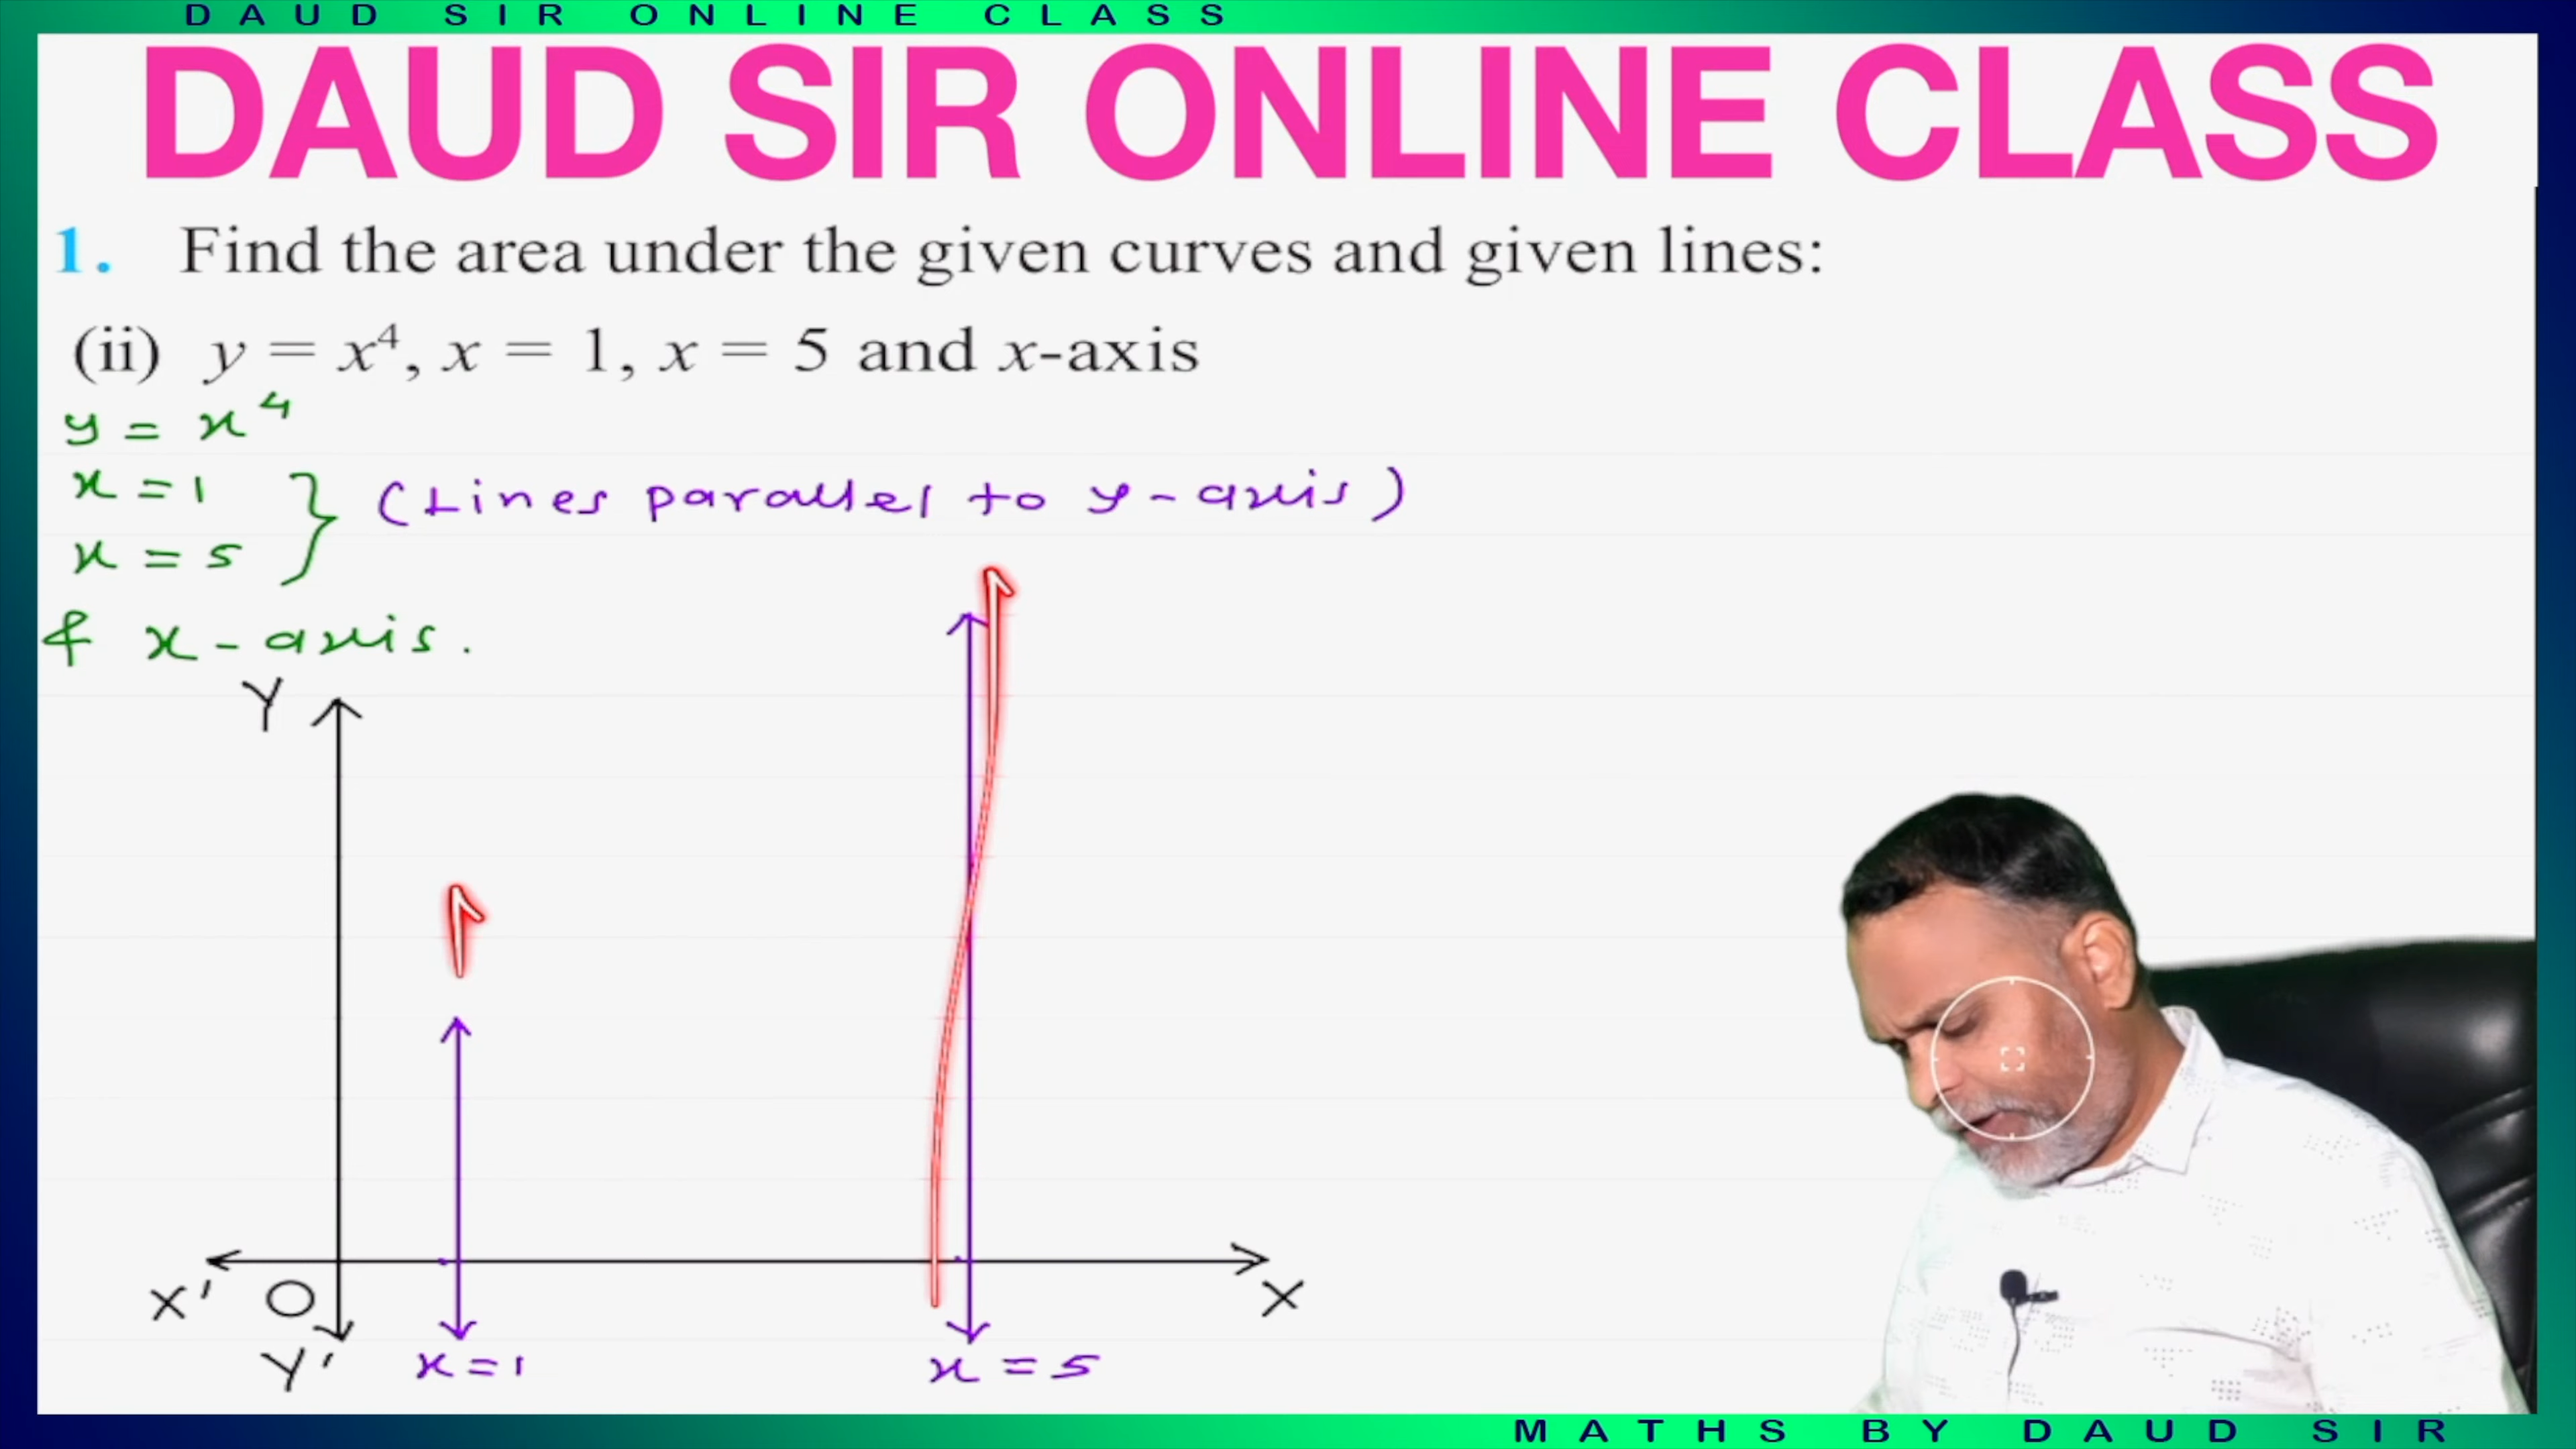 DAUD SIR ONLINE CLASS
DAUD SIR ONLINE CLASS
1. Find the area under the given curves and given lines:
(ii) y = x⁴, x = 1, x = 5 and x-axis
y = x⁴
x = 1
x = 5
} (Lines parallel to y-axis)
& x-axis.
Y
X' O X
Y' x = 1 x = 5
MATHS BY DAUD SIR